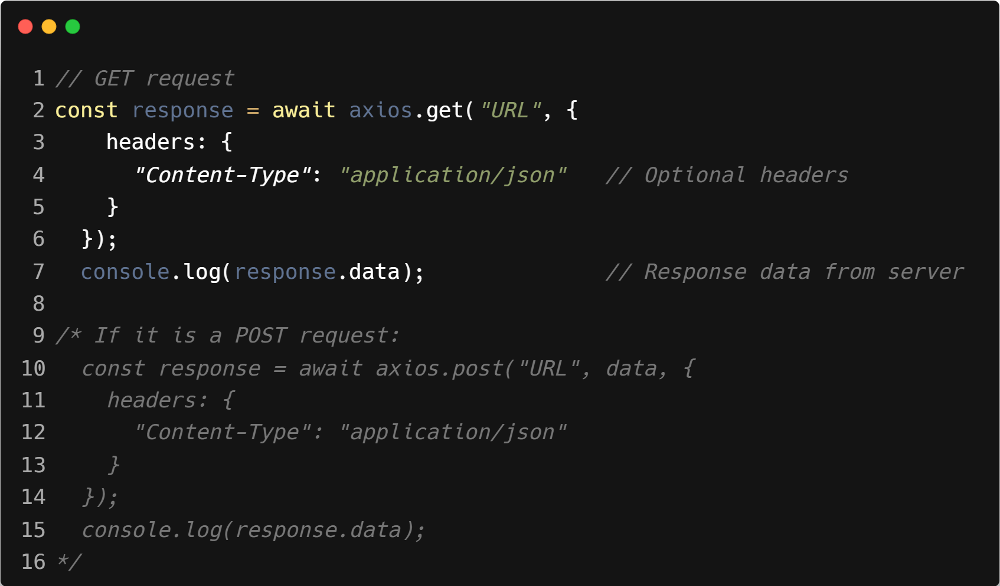 1 // GET request
2 const response = await axios.get("URL", {
3     headers: {
4       "Content-Type": "application/json"   // Optional headers
5     }
6   });
7   console.log(response.data);              // Response data from server
8
9 /* If it is a POST request:
10   const response = await axios.post("URL", data, {
11     headers: {
12       "Content-Type": "application/json"
13     }
14   });
15   console.log(response.data);
16 */